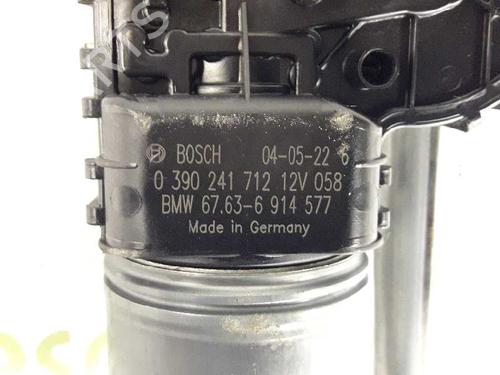 PARTS
BOSCH 04-05-22 6
0 390 241 712 12V 058
BMW 67.63-6 914 577
Made in Germany